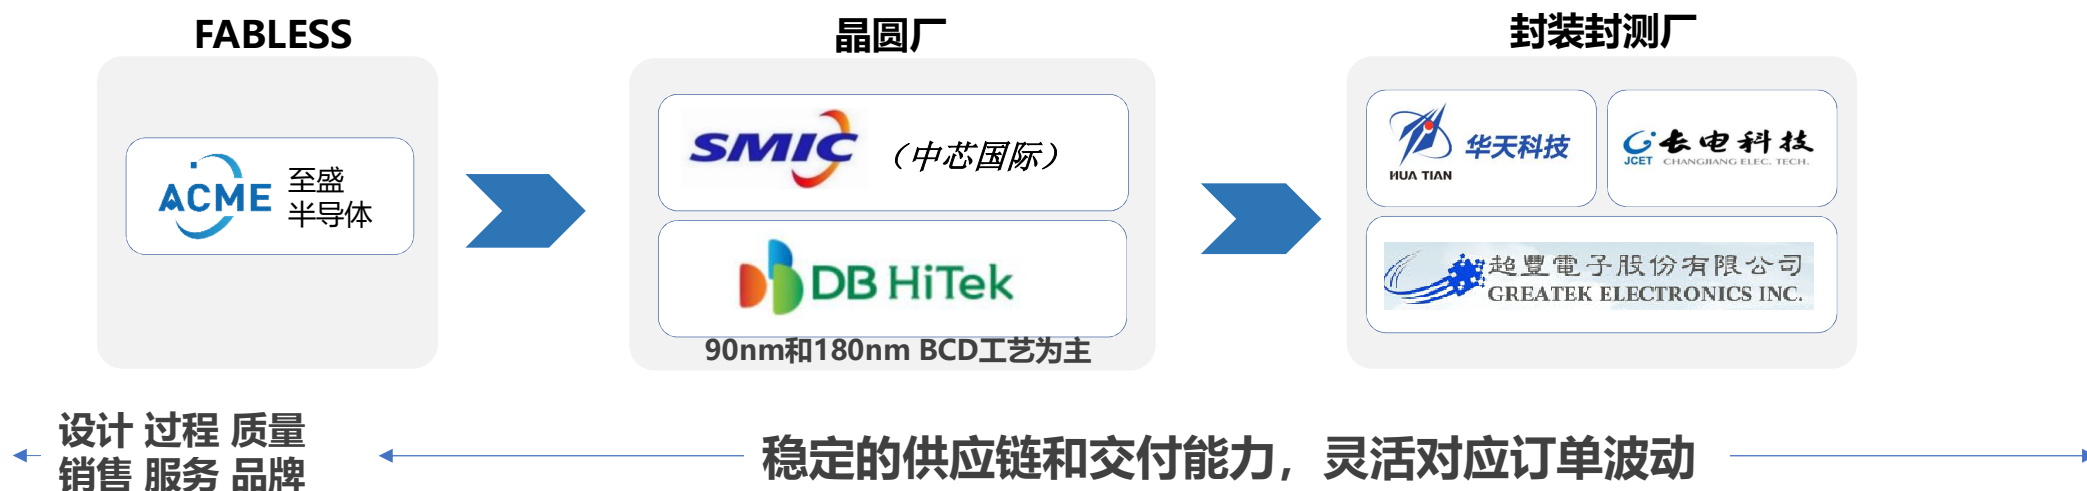 FABLESS
晶圆厂
封装封测厂
ACME
至盛
半导体
SMIC
（中芯国际）
DB HiTek
90nm和180nm BCD工艺为主
华天科技
HUA TIAN
长电科技
JCET CHANGJIANG ELEC. TECH.
超豐電子股份有限公司
GREATEK ELECTRONICS INC.
设计 过程 质量
销售 服务 品牌
稳定的供应链和交付能力，灵活对应订单波动